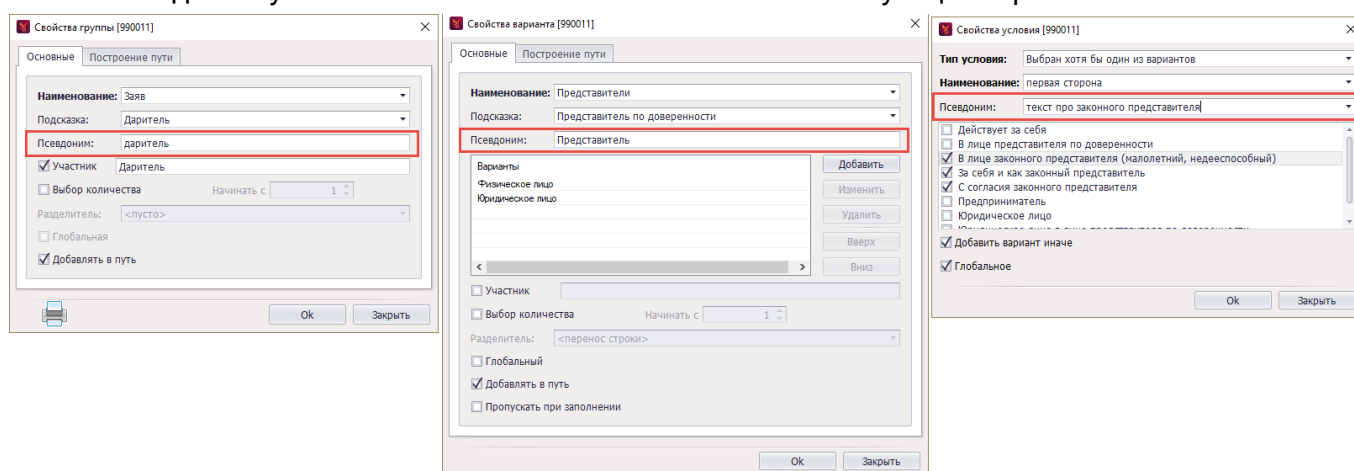 Свойства группы [990011]
Основные Построение пути
Наименование: Заяв
Подсказка: Даритель
Псевдоним: даритель
Участник Даритель
Выбор количества Начинать с 1
Разделитель: <пусто>
Глобальная
Добавлять в путь
Ok Закрыть
Свойства варианта [990011]
Основные Построение пути
Наименование: Представители
Подсказка: Представитель по доверенности
Псевдоним: Представитель
Варианты
Физическое лицо
Юридическое лицо
Добавить
Изменить
Удалить
Вверх
Вниз
Участник
Выбор количества Начинать с 1
Разделитель: <перенос строки>
Глобальный
Добавлять в путь
Пропускать при заполнении
Ok Закрыть
Свойства условия [990011]
Тип условия: Выбран хотя бы один из вариантов
Наименование: первая сторона
Псевдоним: текст про законного представителя
Действует за себя
В лице представителя по доверенности
В лице законного представителя (малолетний, недееспособный)
За себя и как законный представитель
С согласия законного представителя
Предприниматель
Юридическое лицо
Добавить вариант иначе
Глобальное
Ok Закрыть